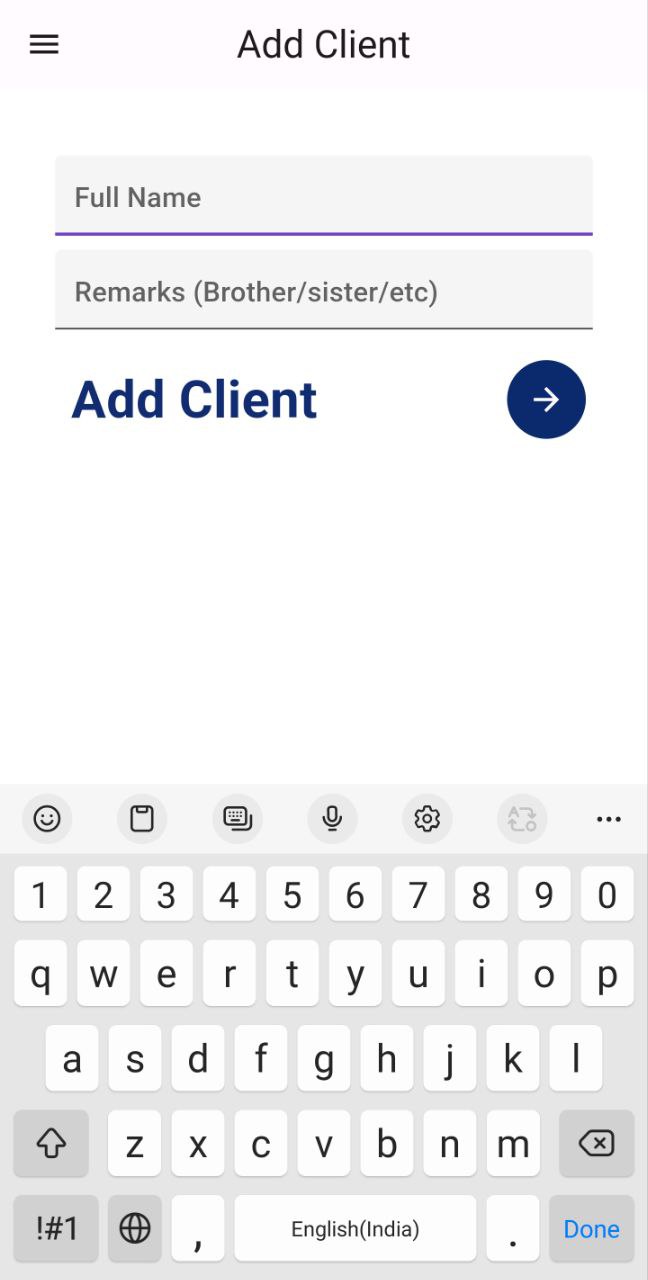 Add Client
Full Name
Remarks (Brother/sister/etc)
Add Client
1 2 3 4 5 6 7 8 9 0
q w e r t y u i o p
a s d f g h j k l
z x c v b n m
!#1 , English(India) . Done